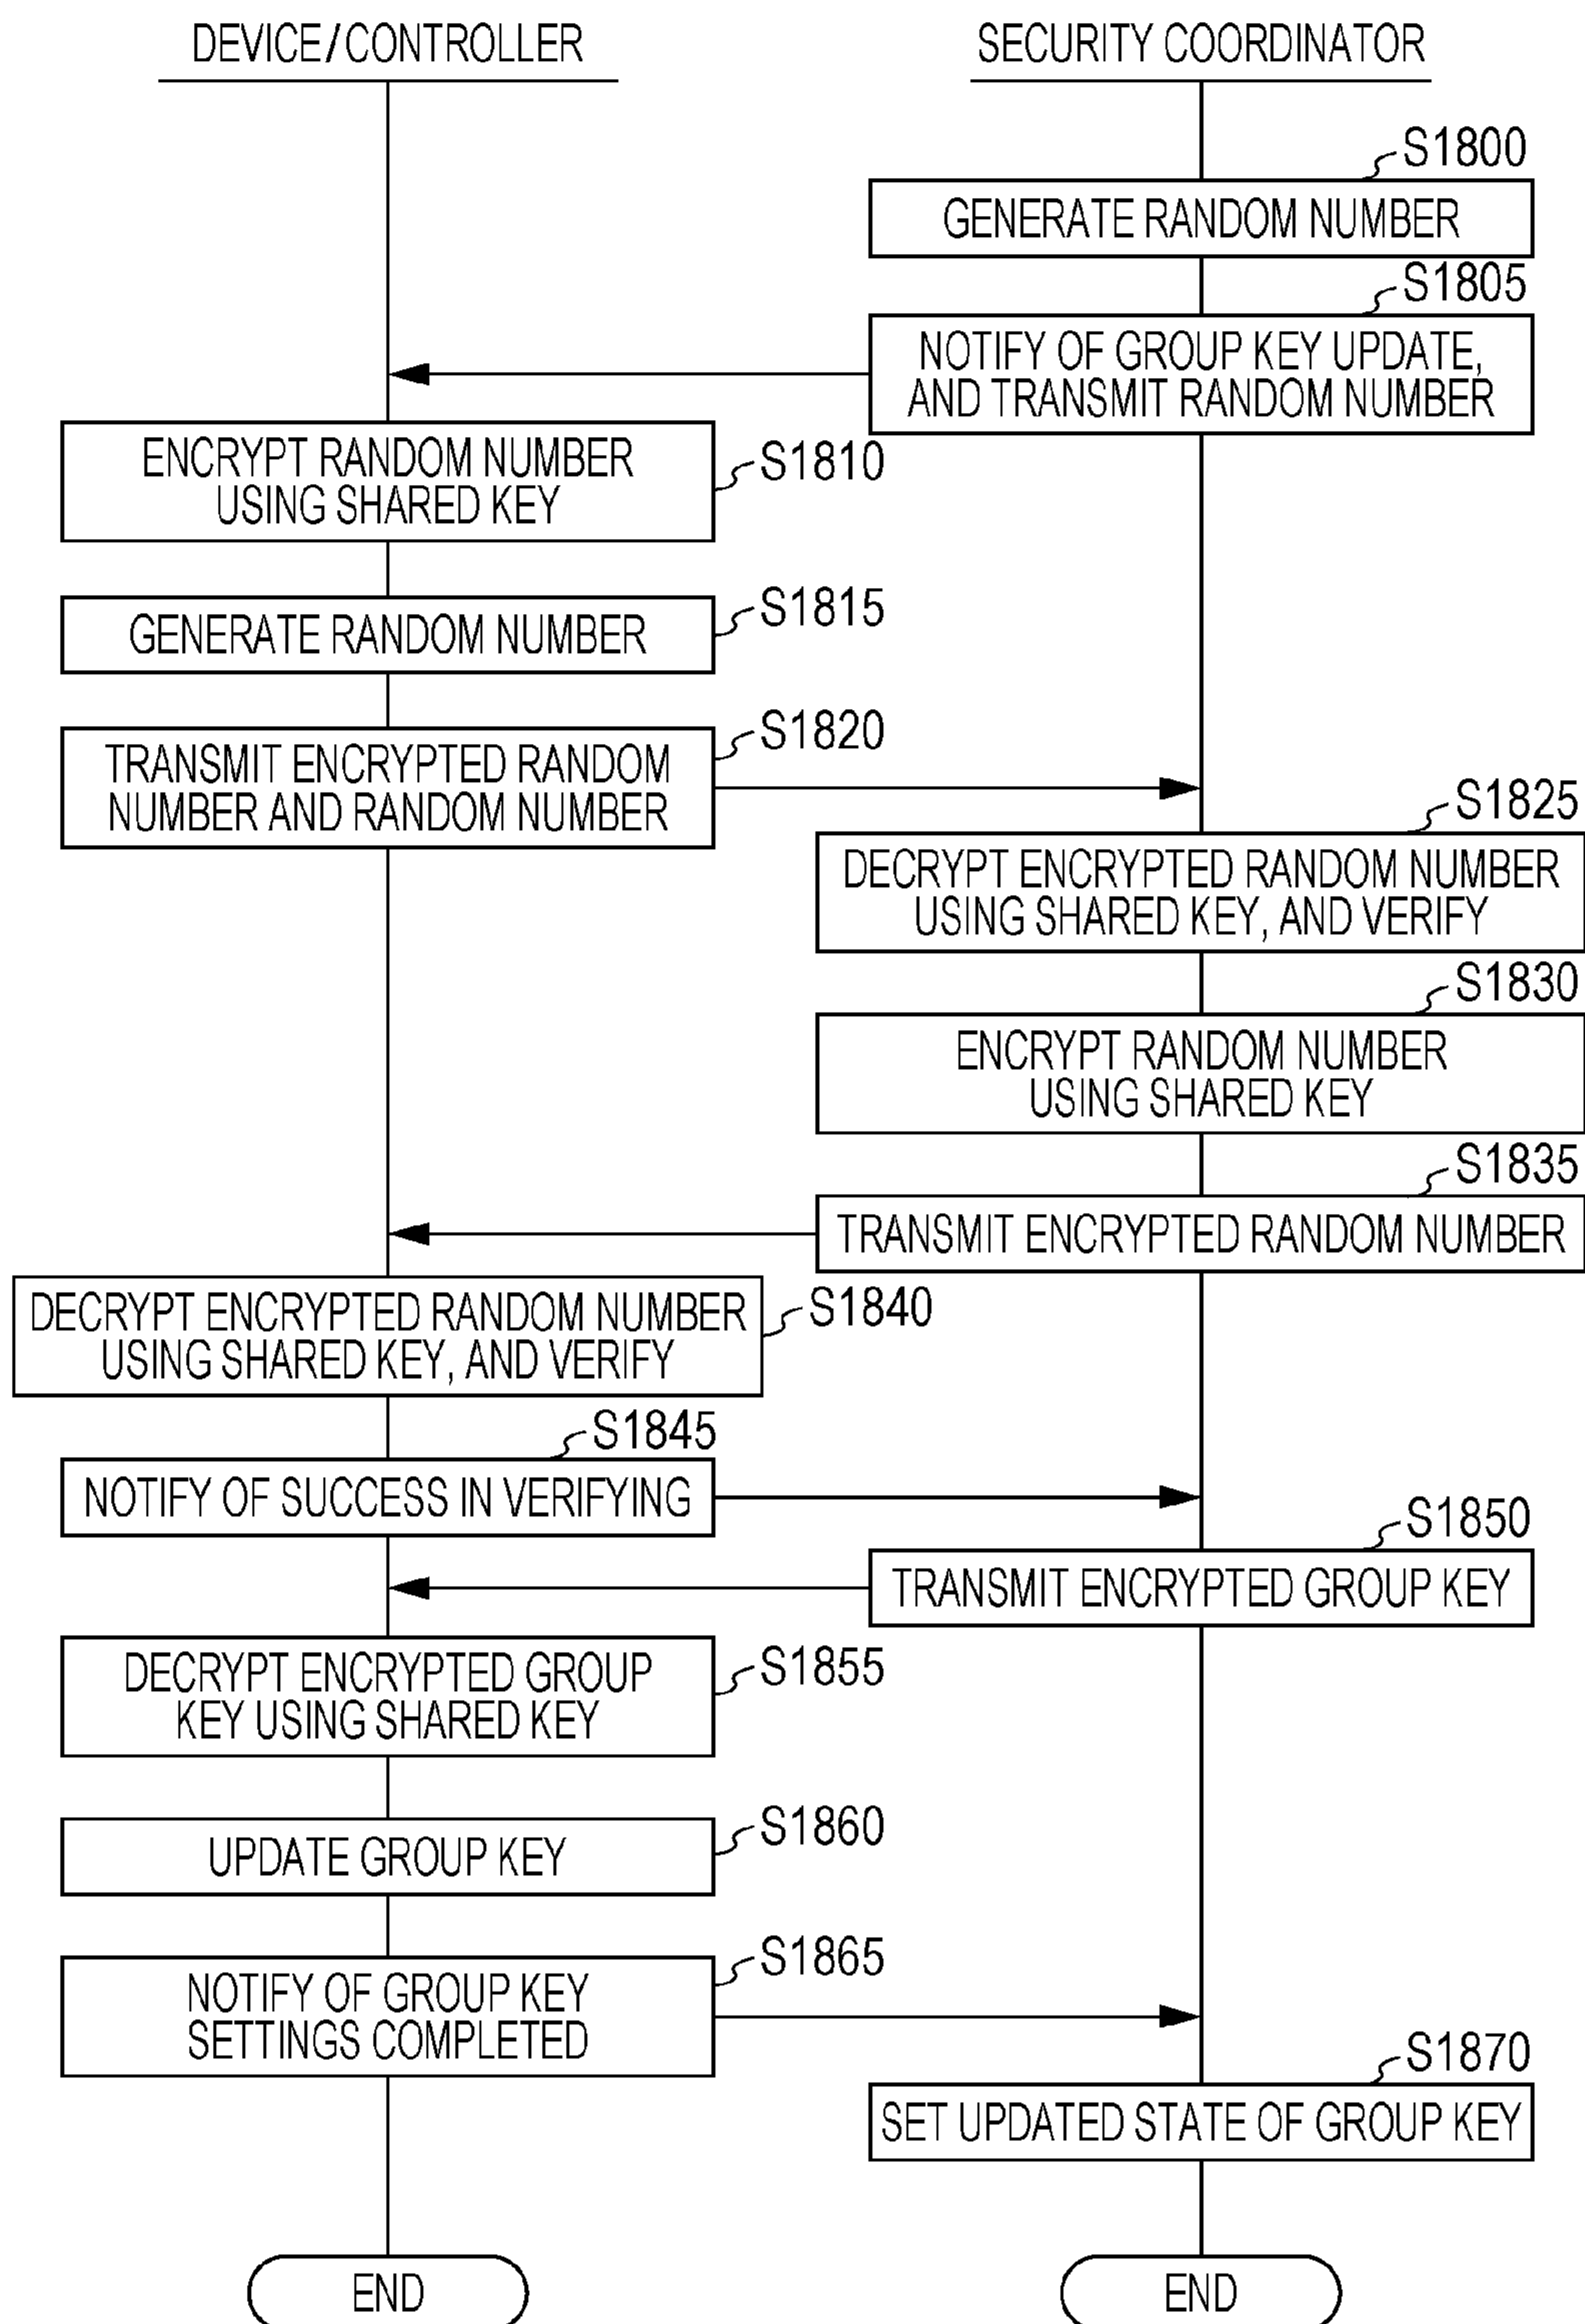 DEVICE/CONTROLLER
SECURITY COORDINATOR
S1800
GENERATE RANDOM NUMBER
S1805
NOTIFY OF GROUP KEY UPDATE,
AND TRANSMIT RANDOM NUMBER
ENCRYPT RANDOM NUMBER
USING SHARED KEY
S1810
GENERATE RANDOM NUMBER
S1815
TRANSMIT ENCRYPTED RANDOM
NUMBER AND RANDOM NUMBER
S1820
S1825
DECRYPT ENCRYPTED RANDOM NUMBER
USING SHARED KEY, AND VERIFY
S1830
ENCRYPT RANDOM NUMBER
USING SHARED KEY
S1835
TRANSMIT ENCRYPTED RANDOM NUMBER
DECRYPT ENCRYPTED RANDOM NUMBER
USING SHARED KEY, AND VERIFY
S1840
S1845
NOTIFY OF SUCCESS IN VERIFYING
S1850
TRANSMIT ENCRYPTED GROUP KEY
DECRYPT ENCRYPTED GROUP
KEY USING SHARED KEY
S1855
UPDATE GROUP KEY
S1860
NOTIFY OF GROUP KEY
SETTINGS COMPLETED
S1865
S1870
SET UPDATED STATE OF GROUP KEY
END
END